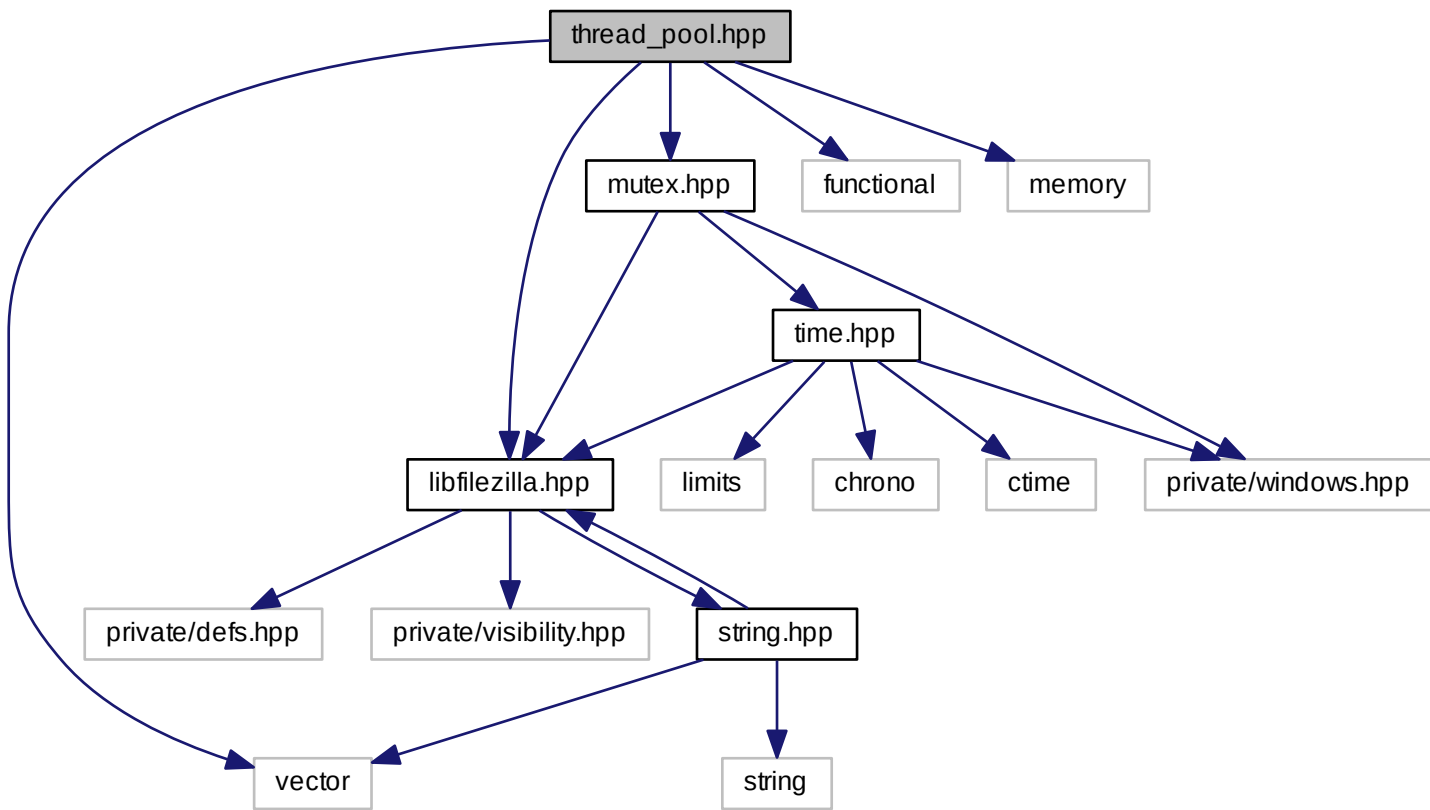 thread_pool.hpp
mutex.hpp
functional
memory
time.hpp
libfilezilla.hpp
limits
chrono
ctime
private/windows.hpp
private/defs.hpp
private/visibility.hpp
string.hpp
vector
string